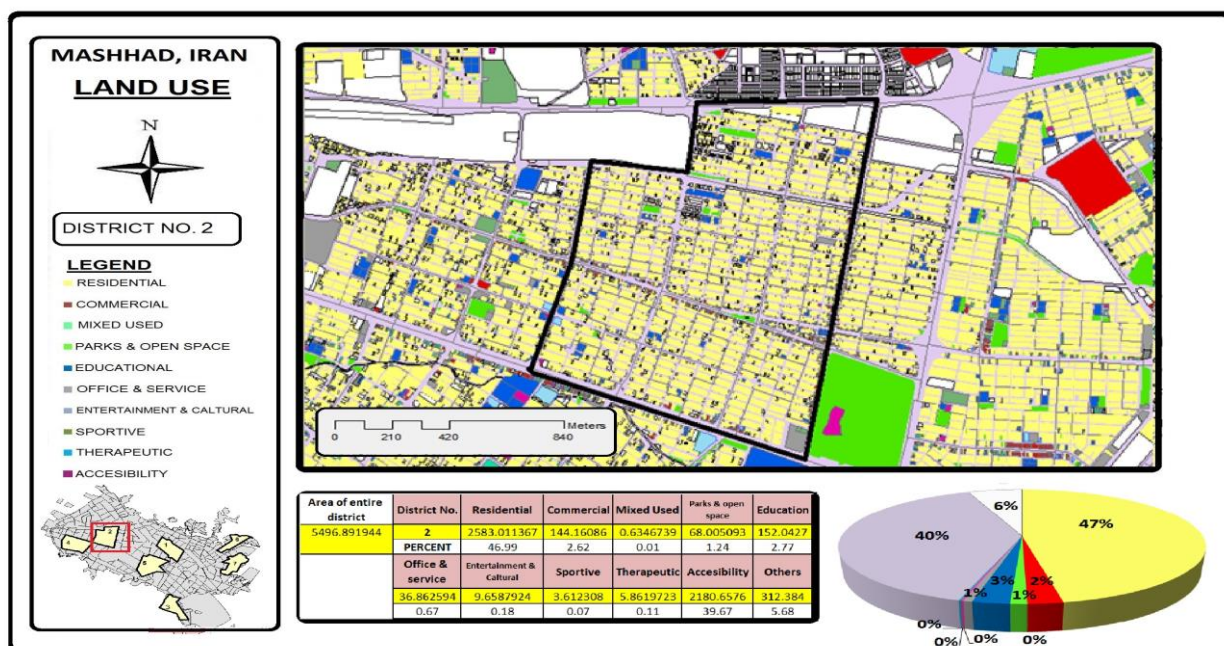 MASHHAD, IRAN
LAND USE
N
DISTRICT NO. 2
LEGEND
RESIDENTIAL
COMMERCIAL
MIXED USED
PARKS & OPEN SPACE
EDUCATIONAL
OFFICE & SERVICE
ENTERTAINMENT & CALTURAL
SPORTIVE
THERAPEUTIC
ACCESIBILITY
Meters
0 210 420 840
Area of entire district District No. Residential Commercial Mixed Used Parks & open space Education
5496.891944 2 2583.011367 144.16086 0.6346739 68.005093 152.0427
PERCENT 46.99 2.62 0.01 1.24 2.77
Office & service Entertainment & Caltural Sportive Therapeutic Accesibility Others
36.862594 9.6587924 3.612308 5.8619723 2180.6576 312.384
0.67 0.18 0.07 0.11 39.67 5.68
6%
47%
40%
3%
2%
1%
1%
0%
0%
0%
0%